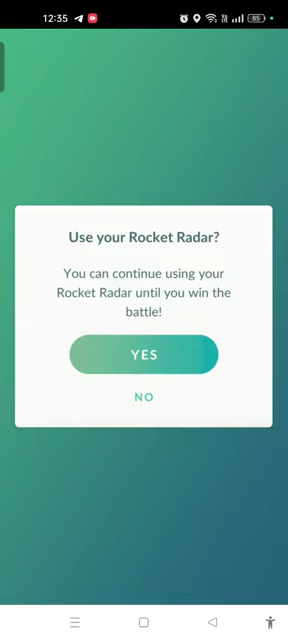 12:35
85
Use your Rocket Radar?
You can continue using your
Rocket Radar until you win the
battle!
YES
NO